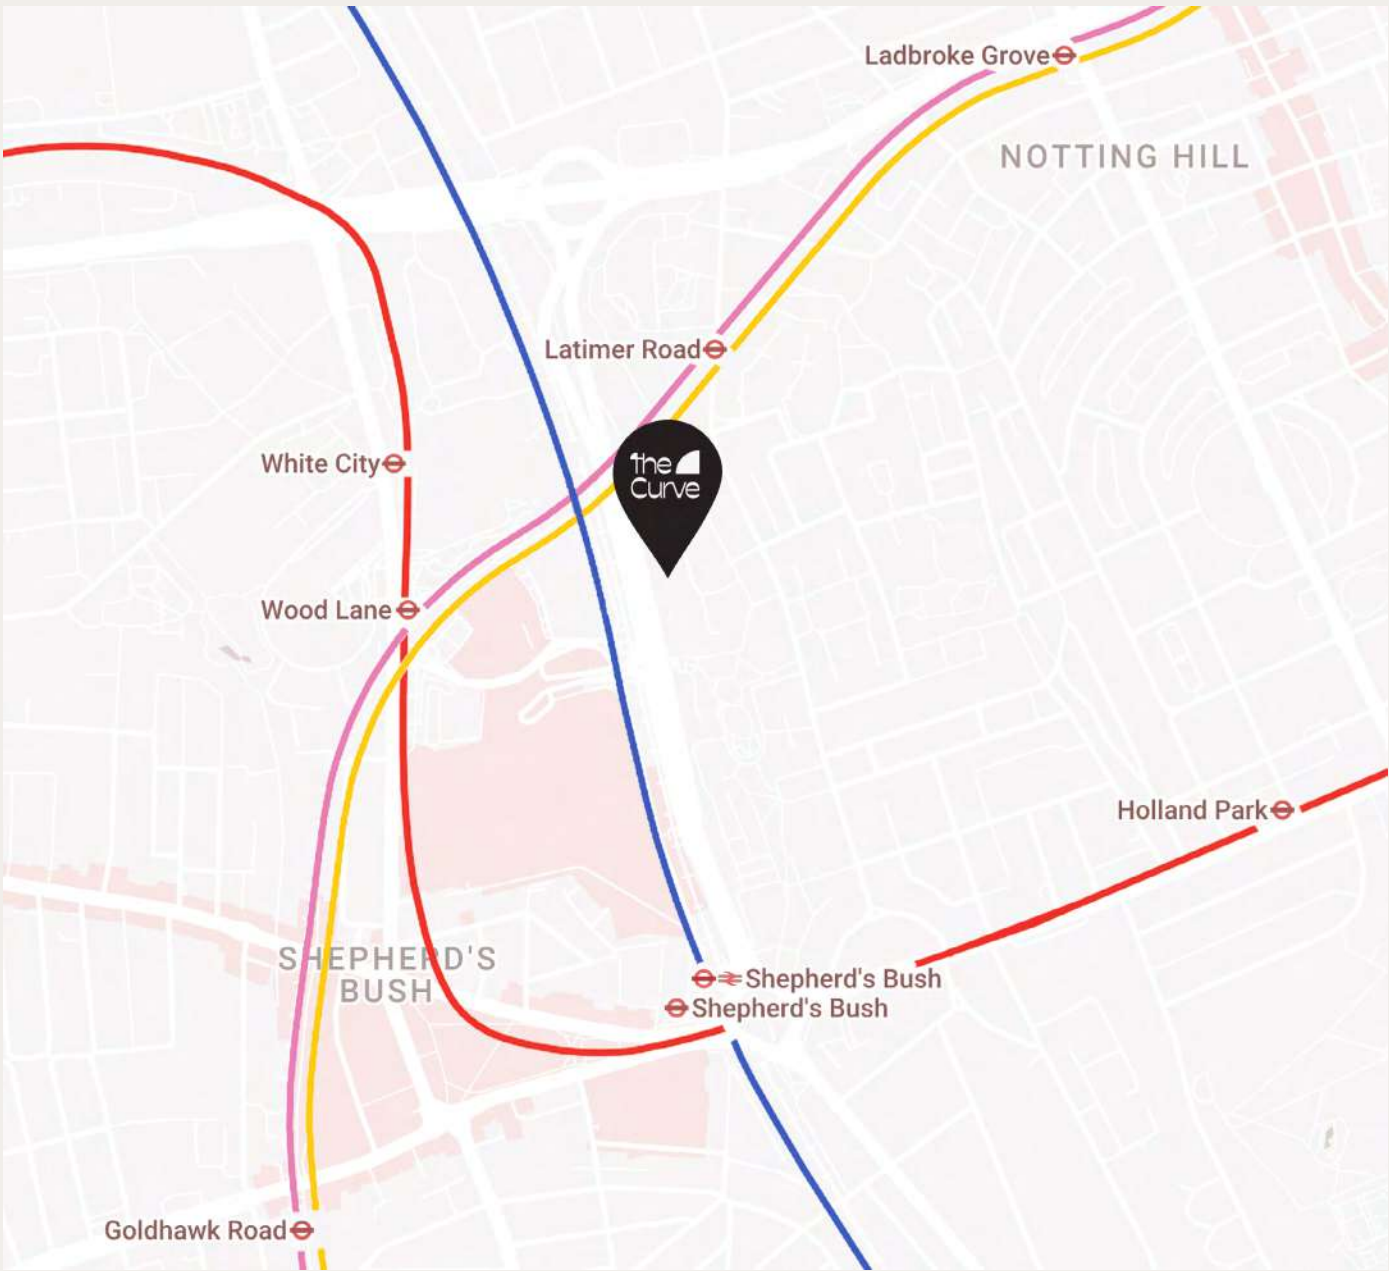 Ladbroke Grove
NOTTING HILL
Latimer Road
White City
the
Curve
Wood Lane
Holland Park
SHEPHERD'S
BUSH
Shepherd's Bush
Shepherd's Bush
Goldhawk Road